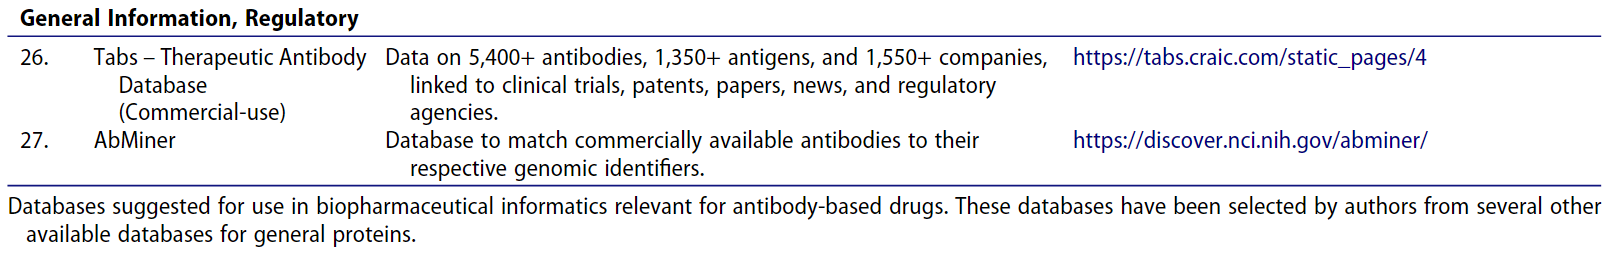 General Information, Regulatory
26. Tabs – Therapeutic Antibody Data on 5,400+ antibodies, 1,350+ antigens, and 1,550+ companies, https://tabs.craic.com/static_pages/4
Database linked to clinical trials, patents, papers, news, and regulatory
(Commercial-use) agencies.
27. AbMiner Database to match commercially available antibodies to their https://discover.nci.nih.gov/abminer/
respective genomic identifiers.
Databases suggested for use in biopharmaceutical informatics relevant for antibody-based drugs. These databases have been selected by authors from several other
available databases for general proteins.